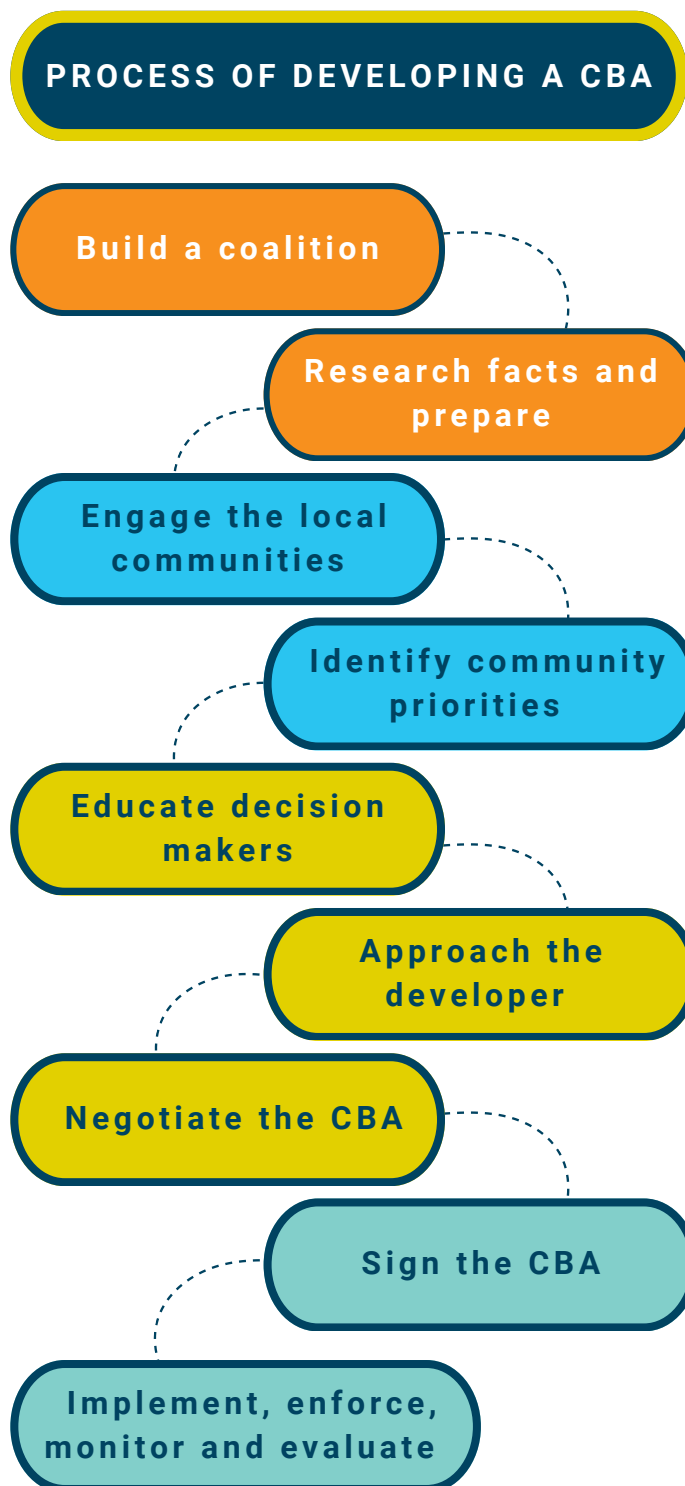 PROCESS OF DEVELOPING A CBA
Build a coalition
Research facts and
prepare
Engage the local
communities
Identify community
priorities
Educate decision
makers
Approach the
developer
Negotiate the CBA
Sign the CBA
Implement, enforce,
monitor and evaluate